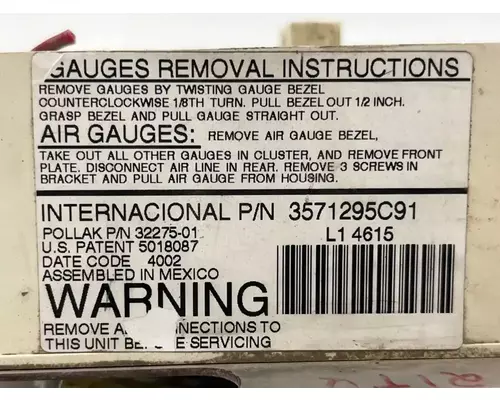 GAUGES REMOVAL INSTRUCTIONS
REMOVE GAUGES BY TWISTING GAUGE BEZEL
COUNTERCLOCKWISE 1/8TH TURN. PULL BEZEL OUT 1/2 INCH.
GRASP BEZEL AND PULL GAUGE STRAIGHT OUT.
AIR GAUGES: REMOVE AIR GAUGE BEZEL,
TAKE OUT ALL OTHER GAUGES IN CLUSTER, AND REMOVE FRONT
PLATE. DISCONNECT AIR LINE IN REAR. REMOVE 3 SCREWS IN
BRACKET AND PULL AIR GAUGE FROM HOUSING.
INTERNACIONAL P/N 3571295C91
POLLAK P/N 32275-01
L1 4615
U.S. PATENT 5018087
DATE CODE 4002
ASSEMBLED IN MEXICO
WARNING
REMOVE TO
THIS UNIT BEFORE SERVICING